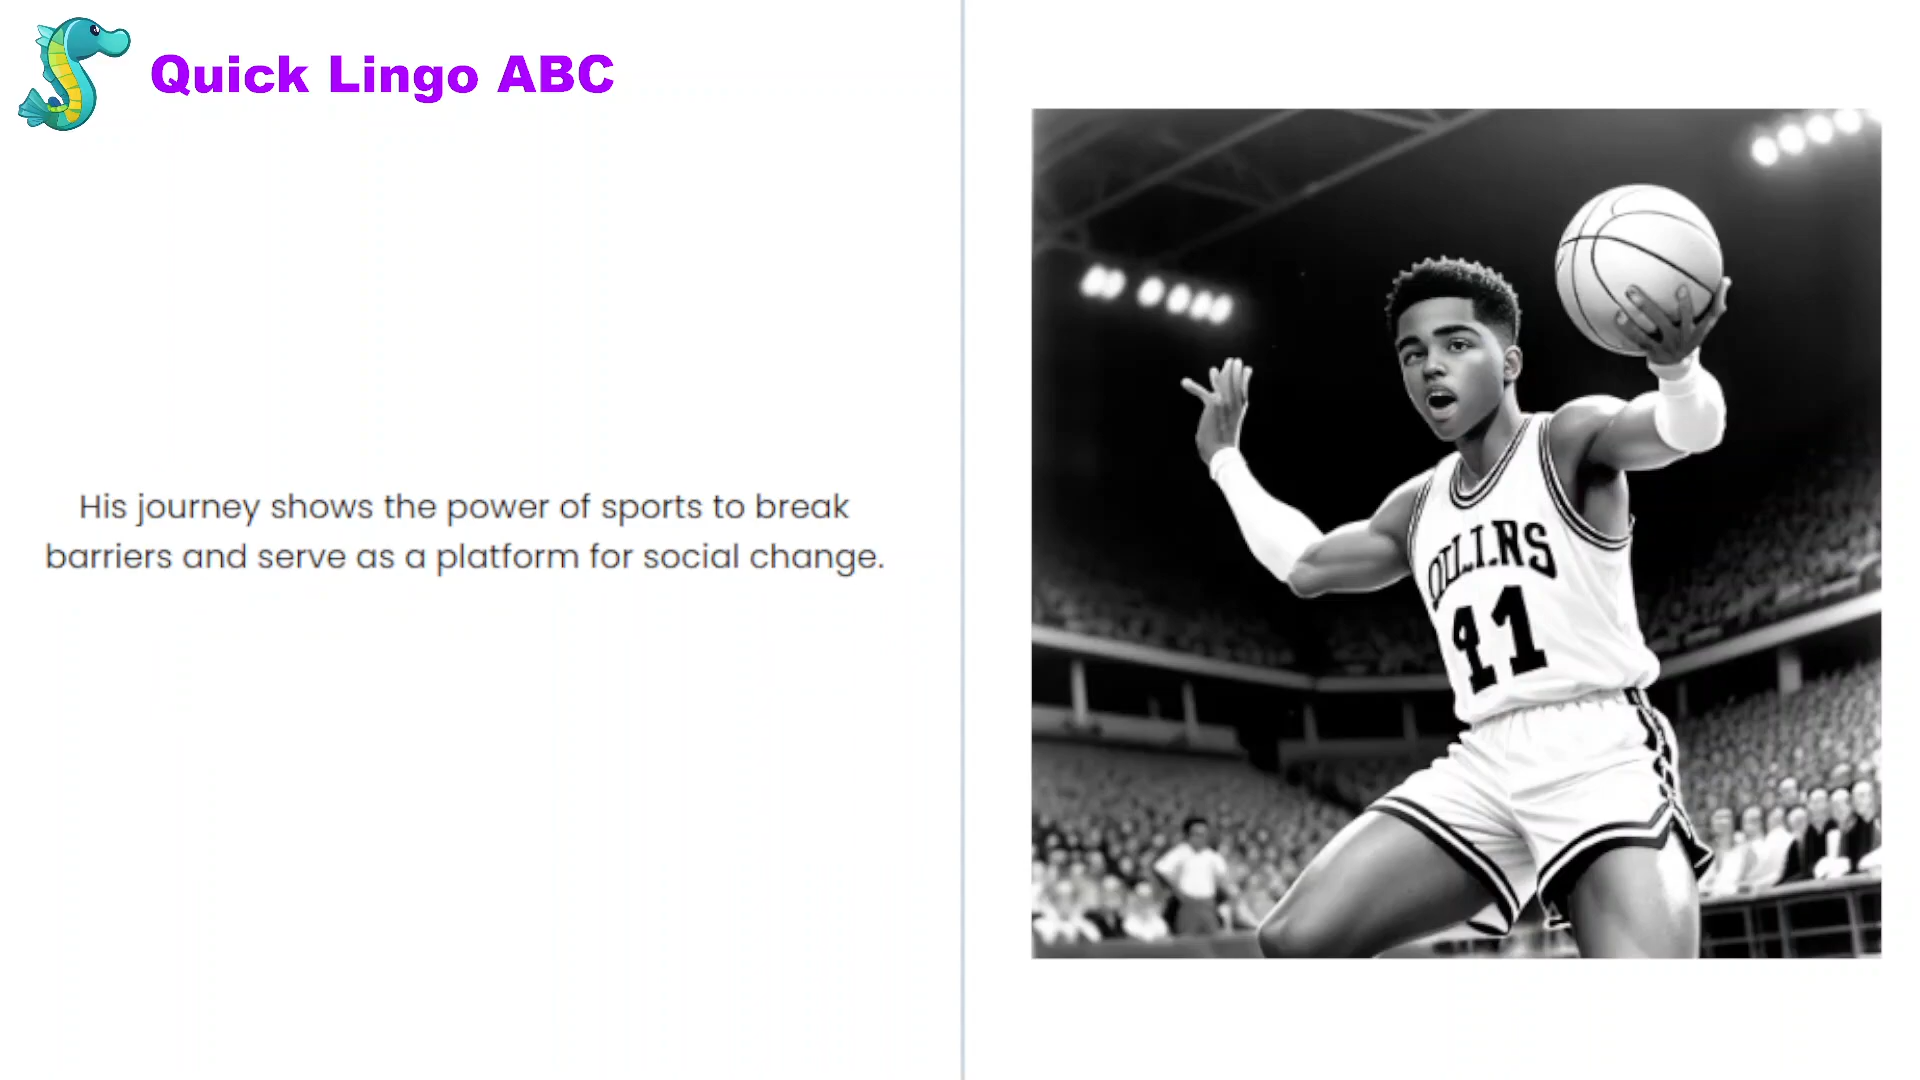 Quick Lingo ABC
His journey shows the power of sports to break
barriers and serve as a platform for social change.
11